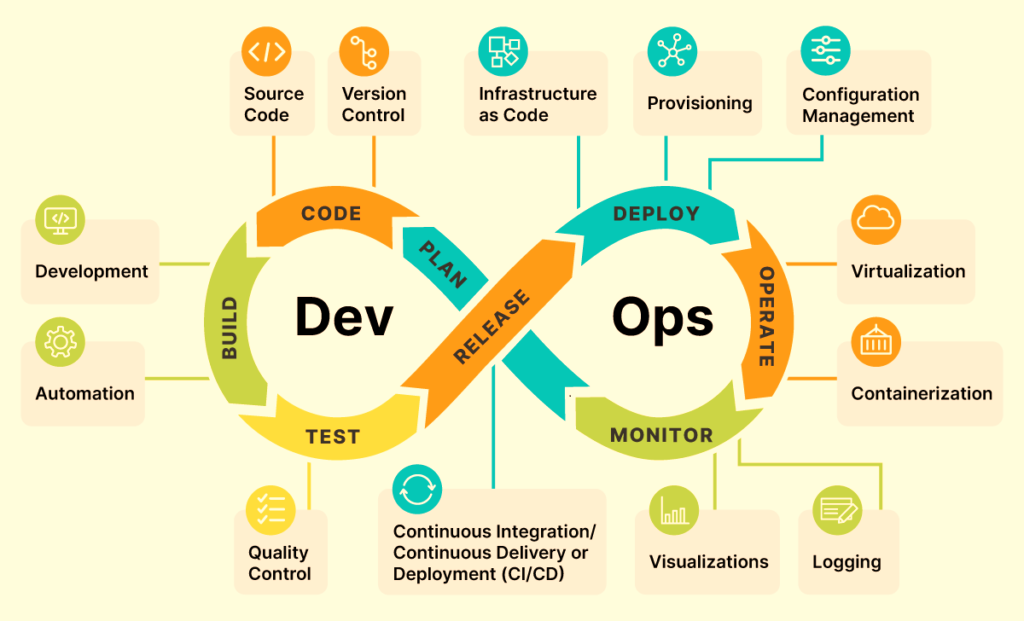 Source
Code
Version
Control
Infrastructure
as Code
Provisioning
Configuration
Management
CODE
DEPLOY
PLAN
Development
Virtualization
BUILD
Dev
RELEASE
Ops
OPERATE
Automation
Containerization
TEST
MONITOR
Quality
Control
Continuous Integration/
Continuous Delivery or
Deployment (CI/CD)
Visualizations
Logging